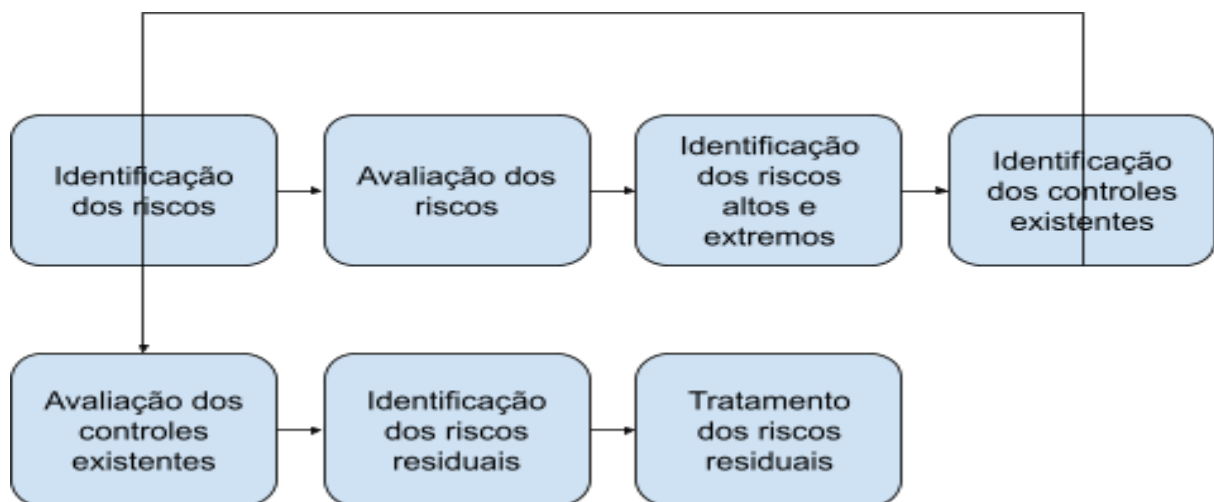 Identificação
dos riscos
Avaliação dos
riscos
Identificação
dos riscos
altos e
extremos
Identificação
dos controles
existentes
Avaliação dos
controles
existentes
Identificação
dos riscos
residuais
Tratamento
dos riscos
residuais